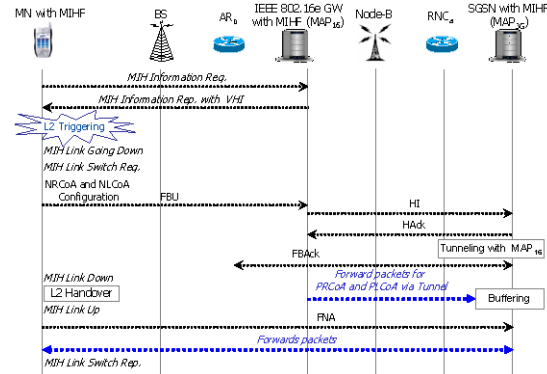 MN with MIHF
BS
AR
IEEE 802.16e GW
with MIHF (MAP16)
Node-B
RNC
SGSN with MIHF
(MAP3G)
MIH Information Req.
MIH Information Rep. with VHI
L2 Triggering
MIH Link Going Down
MIH Link Switch Req.
NRCoA and NLCoA
Configuration
FBU
HI
HAck
Tunneling with MAP16
FBAck
Forward packets for
PRCoA and PLCoA via Tunnel
MIH Link Down
L2 Handover
Buffering
MIH Link Up
FNA
Forwards packets
MIH Link Switch Rep.